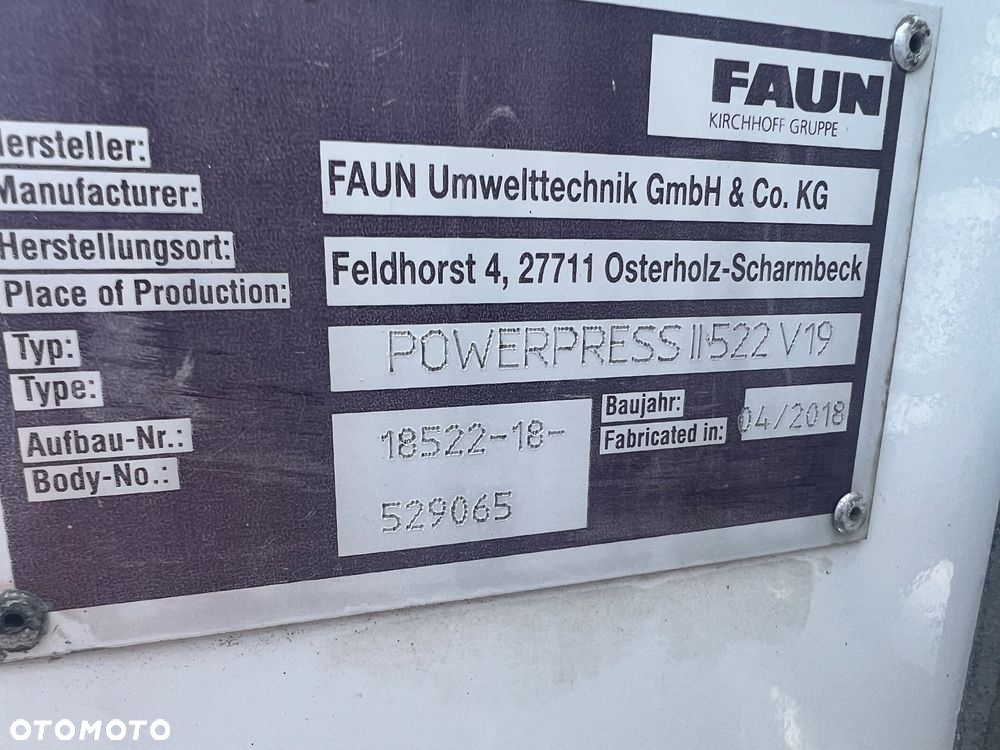 FAUN
KIRCHHOFF GRUPPE
Hersteller:
Manufacturer:
FAUN Umwelttechnik GmbH & Co. KG
Herstellungsort:
Place of Production:
Feldhorst 4, 27711 Osterholz-Scharmbeck
Typ:
Type:
POWERPRESS II-522 V19
Aufbau-Nr.:
Body-No.:
18522-18-
529065
Baujahr:
Fabricated in:
04/2018
OTOMOTO